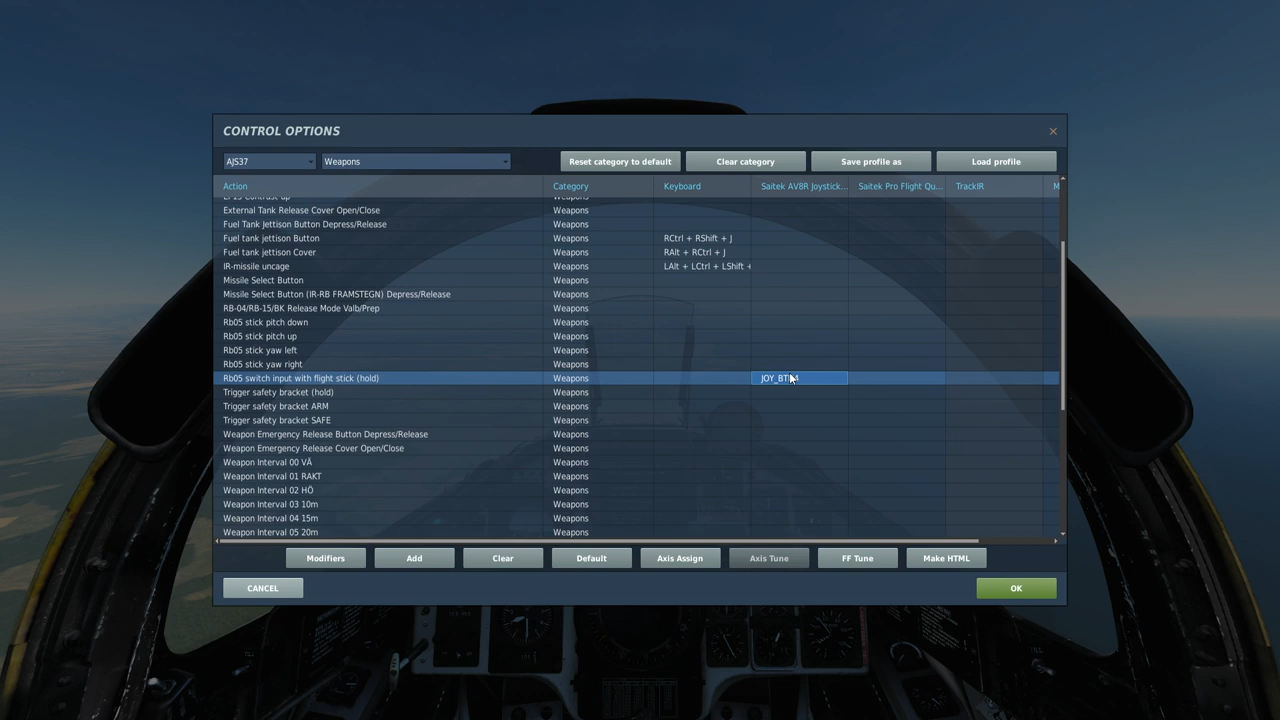 CONTROL OPTIONS ×
AJS37 Weapons Reset category to default Clear category Save profile as Load profile
Action Category Keyboard Saitek AV8R Joystick... Saitek Pro Flight Qu... TrackIR M
EP13 Contrast up Weapons
External Tank Release Cover Open/Close Weapons
Fuel Tank Jettison Button Depress/Release Weapons
Fuel tank jettison Button Weapons RCtrl + RShift + J
Fuel tank jettison Cover Weapons RAlt + RCtrl + J
IR-missile uncage Weapons LAlt + LCtrl + LShift +
Missile Select Button Weapons
Missile Select Button (IR-RB FRAMSTEGN) Depress/Release Weapons
RB-04/RB-15/BK Release Mode Valb/Prep Weapons
Rb05 stick pitch down Weapons
Rb05 stick pitch up Weapons
Rb05 stick yaw left Weapons
Rb05 stick yaw right Weapons
Rb05 switch input with flight stick (hold) Weapons
Trigger safety bracket (hold) Weapons
Trigger safety bracket ARM Weapons
Trigger safety bracket SAFE Weapons
Weapon Emergency Release Button Depress/Release Weapons
Weapon Emergency Release Cover Open/Close Weapons
Weapon Interval 00 VÄ Weapons
Weapon Interval 01 RAKT Weapons
Weapon Interval 02 HÖ Weapons
Weapon Interval 03 10m Weapons
Weapon Interval 04 15m Weapons
Weapon Interval 05 20m Weapons
Modifiers Add Clear Default Axis Assign Axis Tune FF Tune Make HTML
CANCEL OK